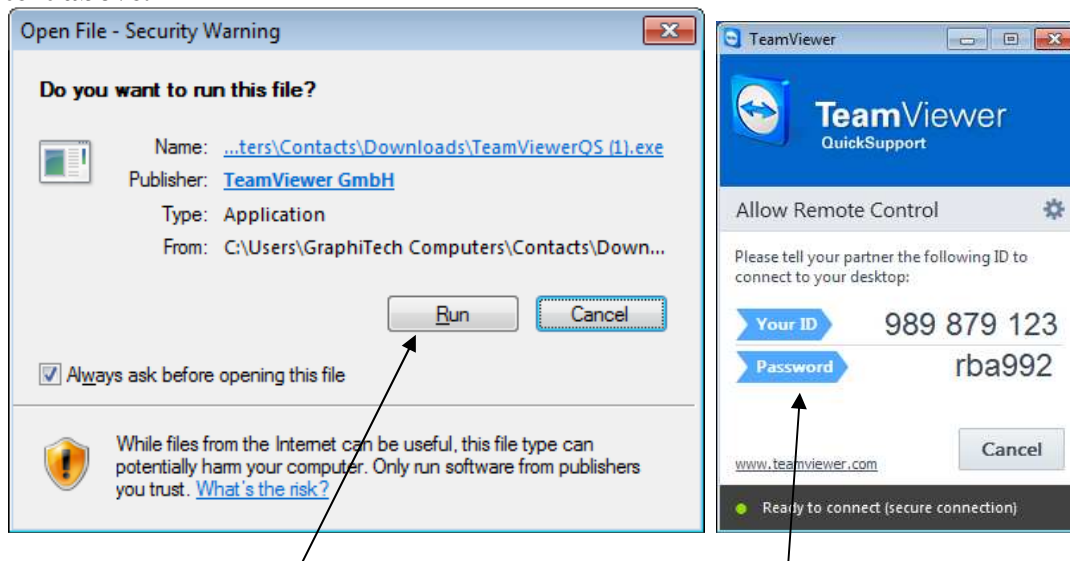 Open File - Security Warning
Do you want to run this file?
Name: ...ters\Contacts\Downloads\TeamViewerQS (1).exe
Publisher: TeamViewer GmbH
Type: Application
From: C:\Users\GraphiTech Computers\Contacts\Down...
Run Cancel
Always ask before opening this file
While files from the Internet can be useful, this file type can
potentially harm your computer. Only run software from publishers
you trust. What's the risk?
TeamViewer
TeamViewer
QuickSupport
Allow Remote Control
Please tell your partner the following ID to
connect to your desktop:
Your ID 989 879 123
Password rba992
Cancel
www.teamviewer.com
Ready to connect (secure connection)